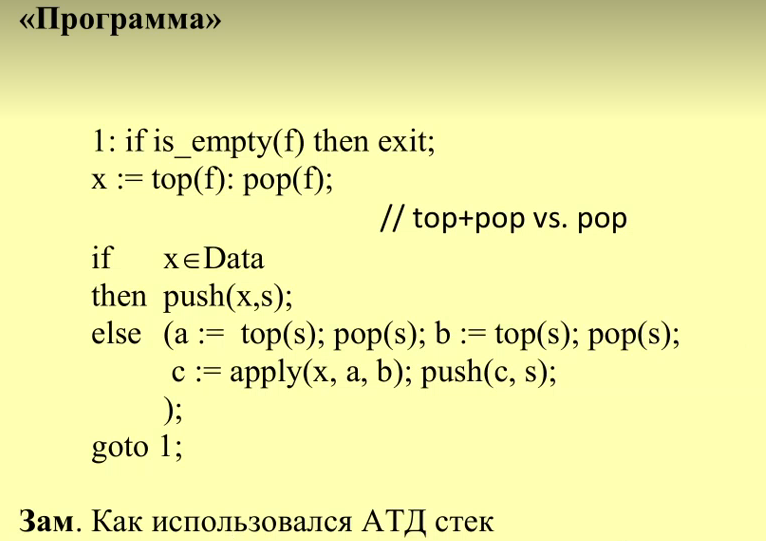 «Программа»
1: if is_empty(f) then exit;
x := top(f): pop(f);
// top+pop vs. pop
if x∈Data
then push(x,s);
else (a := top(s); pop(s); b := top(s); pop(s);
c := apply(x, a, b); push(c, s);
);
goto 1;
Зам. Как использовался АТД стек